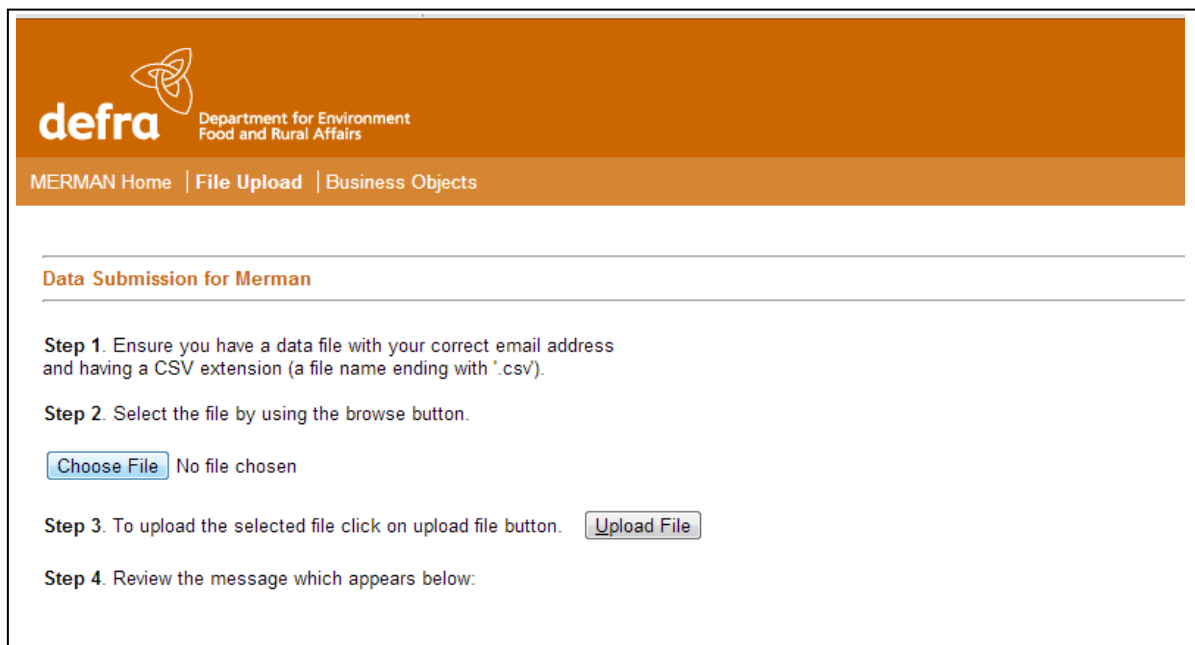 defra
Department for Environment
Food and Rural Affairs
MERMAN Home | File Upload | Business Objects
Data Submission for Merman
Step 1. Ensure you have a data file with your correct email address
and having a CSV extension (a file name ending with '.csv').
Step 2. Select the file by using the browse button.
Choose File No file chosen
Step 3. To upload the selected file click on upload file button. Upload File
Step 4. Review the message which appears below: